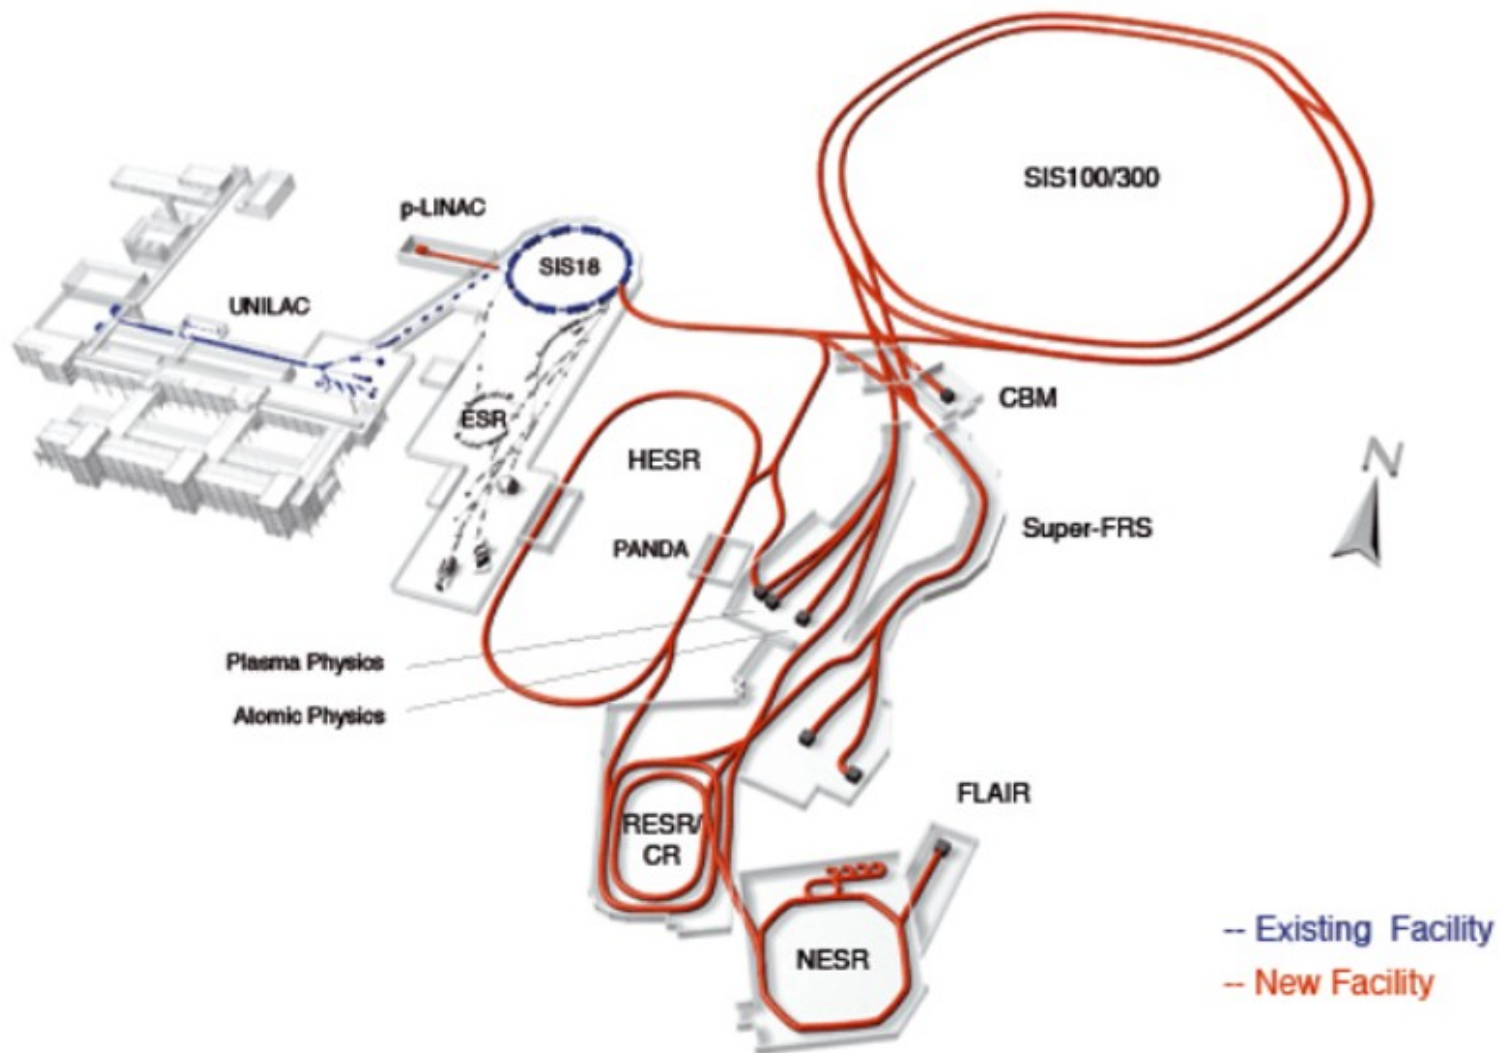 SIS100/300
p-LINAC
SIS18
UNILAC
CBM
ESR
HESR
N
Super-FRS
PANDA
Plasma Physics
Atomic Physics
FLAIR
RESR/
CR
NESR
-- Existing Facility
-- New Facility